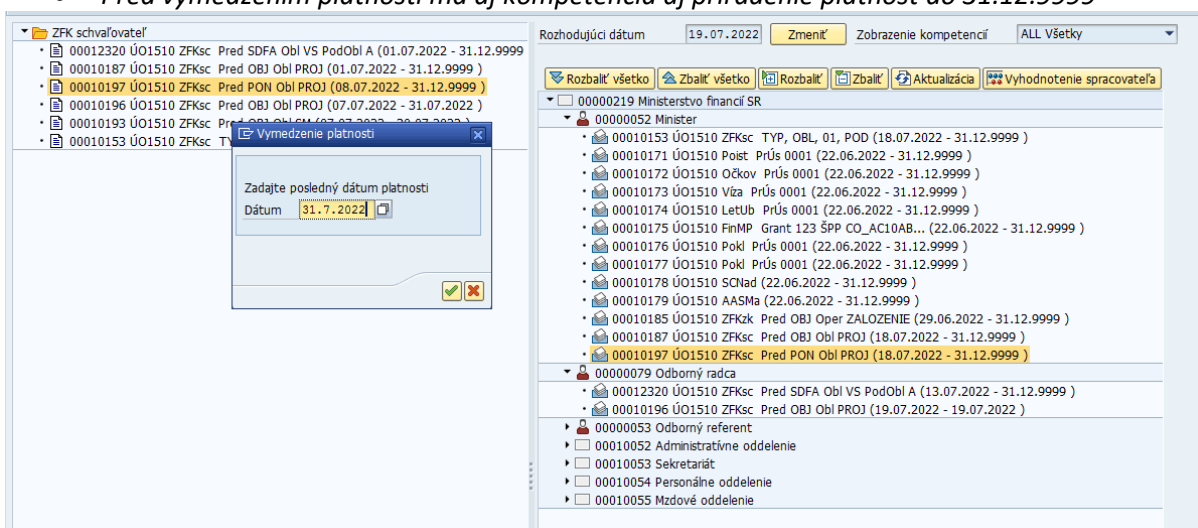 Pred vymedzením platnosti má aj kompetencia aj priradenie platnosť do 31.12.9999
ZFK schvaľovateľ
00012320 ÚO1510 ZFKsc Pred SDFA Obl VS PodObl A (01.07.2022 - 31.12.9999
00010187 ÚO1510 ZFKsc Pred OBJ Obl PROJ (01.07.2022 - 31.12.9999 )
00010197 ÚO1510 ZFKsc Pred PON Obl PROJ (08.07.2022 - 31.12.9999 )
00010196 ÚO1510 ZFKsc Pred OBJ Obl PROJ (07.07.2022 - 31.07.2022 )
00010193 ÚO1510 ZFKsc
00010153 ÚO1510 ZFKsc
Vymedzenie platnosti
Zadajte posledný dátum platnosti
Dátum 31.7.2022
Rozhodujúci dátum 19.07.2022 Zmeniť Zobrazenie kompetencií ALL Všetky
Rozbaliť všetko Zbaliť všetko Rozbaliť Zbaliť Aktualizácia Vyhodnotenie spracovateľa
00000219 Ministerstvo financií SR
00000052 Minister
00010153 ÚO1510 ZFKsc TYP, OBL, 01, POD (18.07.2022 - 31.12.9999 )
00010171 ÚO1510 Poist PrÚs 0001 (22.06.2022 - 31.12.9999 )
00010172 ÚO1510 Očkov PrÚs 0001 (22.06.2022 - 31.12.9999 )
00010173 ÚO1510 Víza PrÚs 0001 (22.06.2022 - 31.12.9999 )
00010174 ÚO1510 LetUb PrÚs 0001 (22.06.2022 - 31.12.9999 )
00010175 ÚO1510 FinMP Grant 123 ŠPP CO_AC10AB... (22.06.2022 - 31.12.9999 )
00010176 ÚO1510 Pokl PrÚs 0001 (22.06.2022 - 31.12.9999 )
00010177 ÚO1510 Pokl PrÚs 0001 (22.06.2022 - 31.12.9999 )
00010178 ÚO1510 SCNad (22.06.2022 - 31.12.9999 )
00010179 ÚO1510 AASMa (22.06.2022 - 31.12.9999 )
00010185 ÚO1510 ZFKzk Pred OBJ Oper ZALOZENIE (29.06.2022 - 31.12.9999 )
00010187 ÚO1510 ZFKsc Pred OBJ Obl PROJ (18.07.2022 - 31.12.9999 )
00010197 ÚO1510 ZFKsc Pred PON Obl PROJ (18.07.2022 - 31.12.9999 )
00000079 Odborný radca
00012320 ÚO1510 ZFKsc Pred SDFA Obl VS PodObl A (13.07.2022 - 31.12.9999 )
00010196 ÚO1510 ZFKsc Pred OBJ Obl PROJ (19.07.2022 - 19.07.2022 )
00000053 Odborný referent
00010052 Administratívne oddelenie
00010053 Sekretariát
00010054 Personálne oddelenie
00010055 Mzdové oddelenie